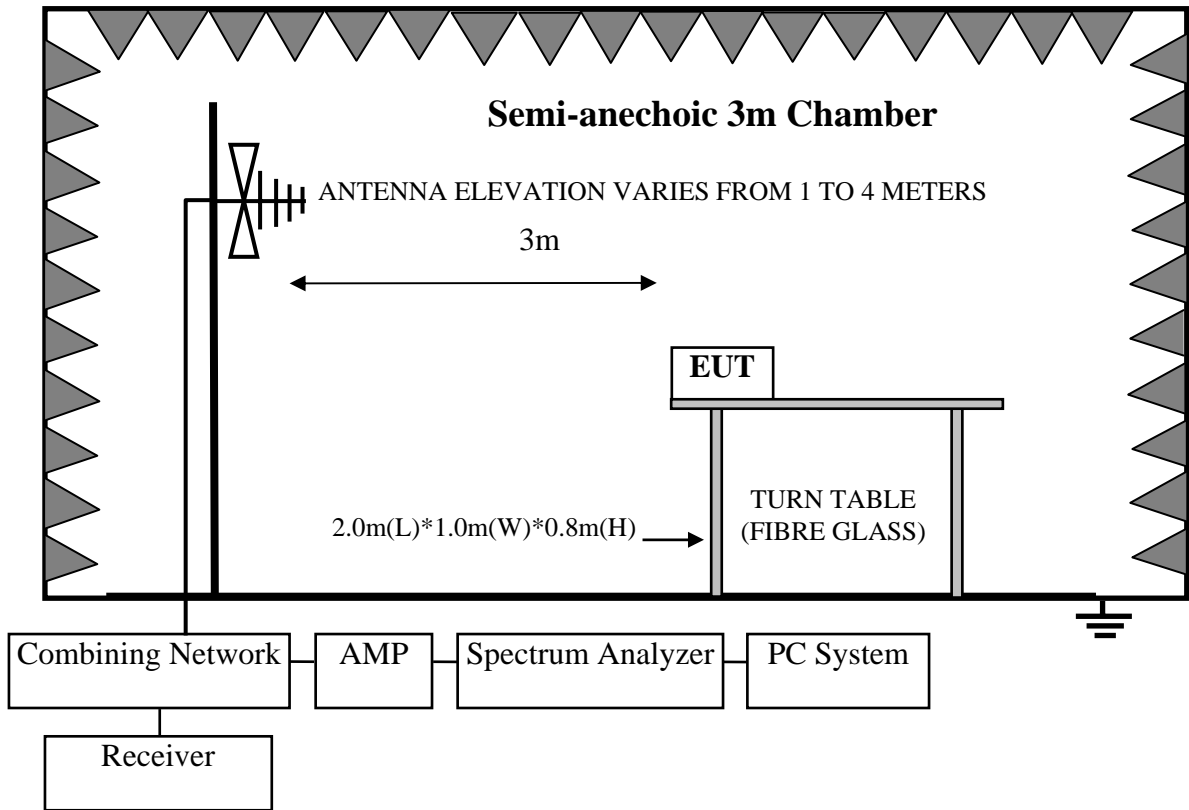 Semi-anechoic 3m Chamber
ANTENNA ELEVATION VARIES FROM 1 TO 4 METERS
3m
EUT
TURN TABLE
(FIBRE GLASS)
2.0m(L)*1.0m(W)*0.8m(H)
Combining Network
AMP
Spectrum Analyzer
PC System
Receiver